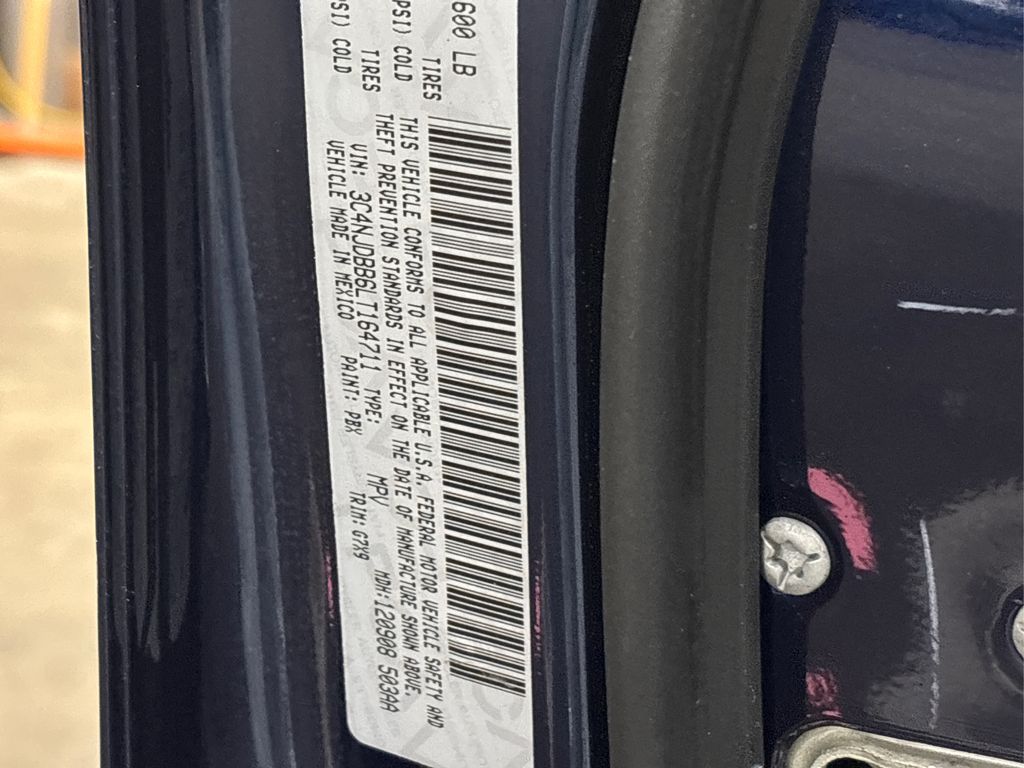 600 LB
TIRES
PSI) COLD TIRES
PSI) COLD
THIS VEHICLE CONFORMS TO ALL APPLICABLE U.S.A. FEDERAL MOTOR VEHICLE SAFETY AND
THEFT PREVENTION STANDARDS IN EFFECT ON THE DATE OF MANUFACTURE SHOWN ABOVE.
VIN: 3C4NJDBB6LT164711 TYPE: MPV MDH: 120908 503AA
VEHICLE MADE IN MEXICO PAINT: PBX TRIM: G7X9